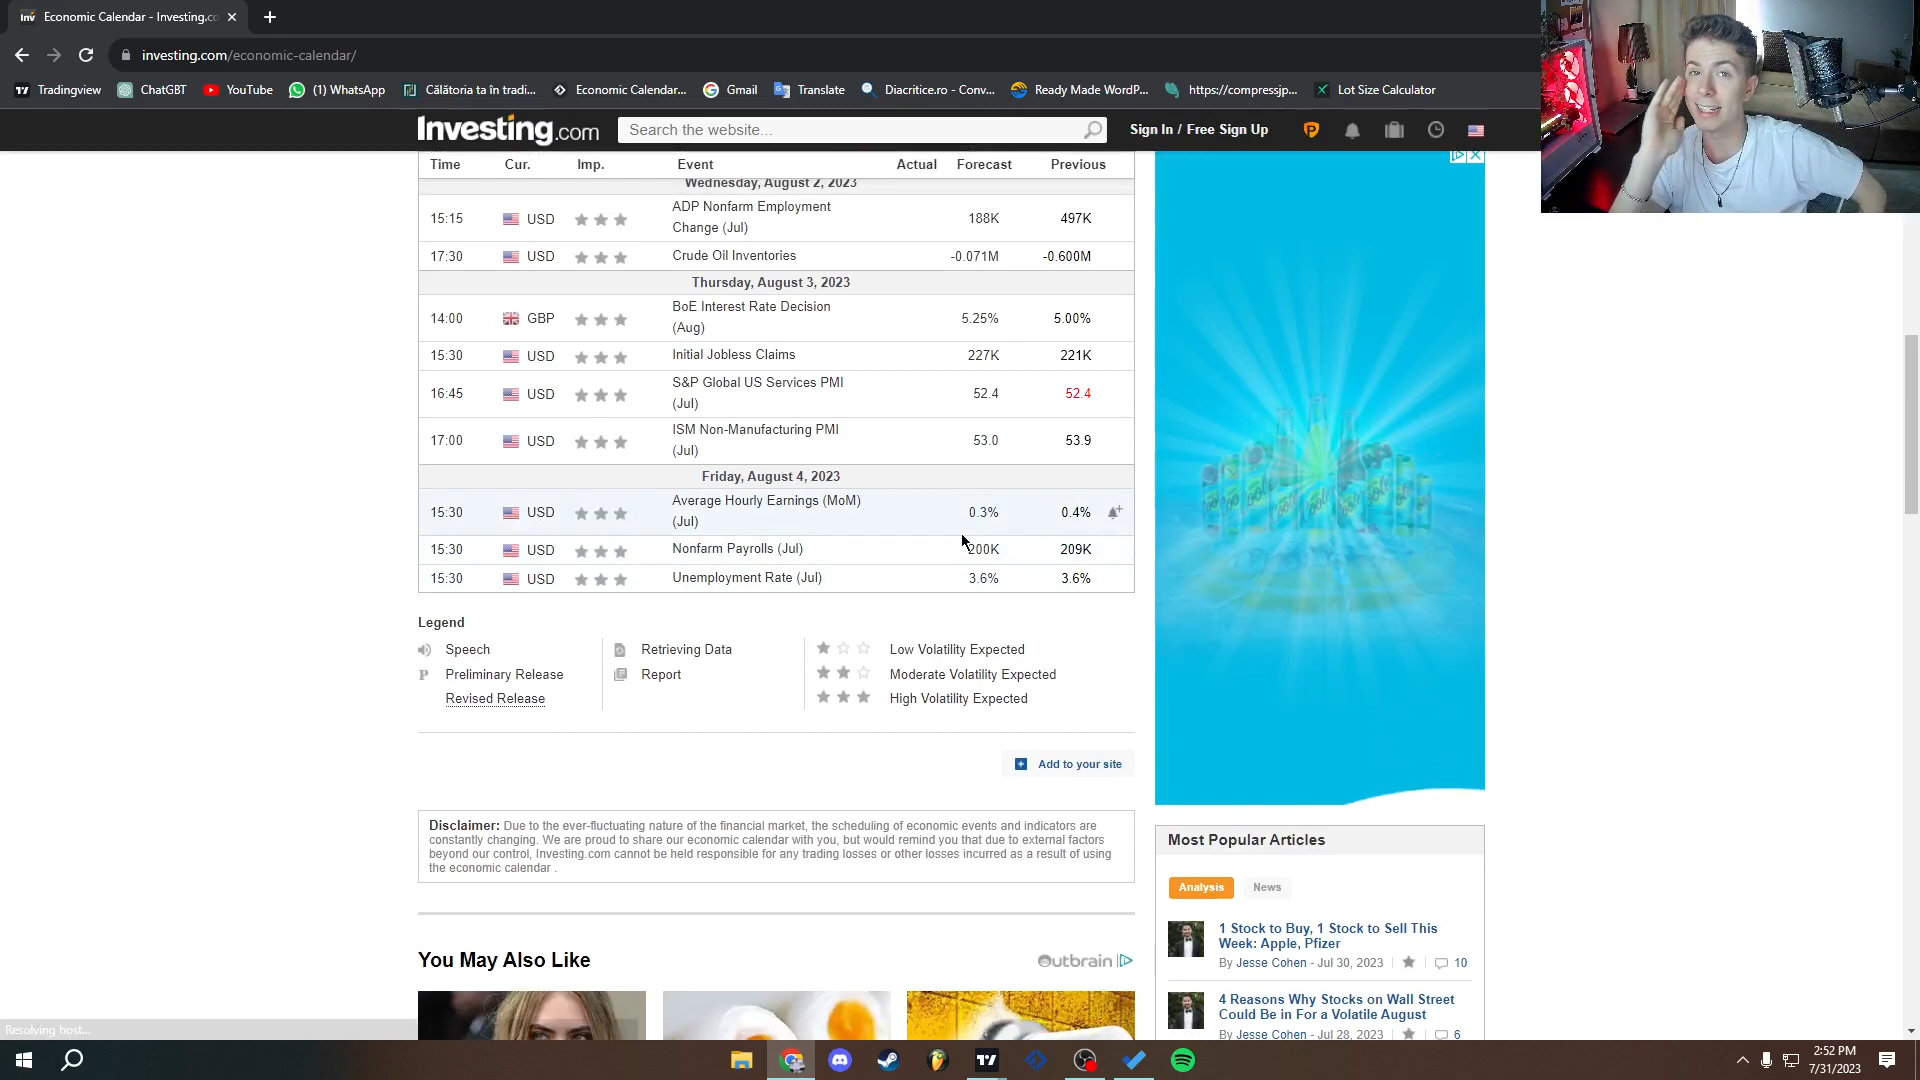 Economic Calendar - Investing.co
investing.com/economic-calendar/
Tradingview ChatGBT YouTube (1) WhatsApp Călătoria ta în tradi... Economic Calendar... Gmail Translate Diacritice.ro - Conv... Ready Made WordP... https://compressjp... Lot Size Calculator
Investing.com Search the website... Sign In / Free Sign Up
Time Cur. Imp. Event Actual Forecast Previous
Wednesday, August 2, 2023
15:15 USD ADP Nonfarm Employment 188K 497K
Change (Jul)
17:30 USD Crude Oil Inventories -0.071M -0.600M
Thursday, August 3, 2023
14:00 GBP BoE Interest Rate Decision 5.25% 5.00%
(Aug)
15:30 USD Initial Jobless Claims 227K 221K
16:45 USD S&P Global US Services PMI 52.4 52.4
(Jul)
17:00 USD ISM Non-Manufacturing PMI 53.0 53.9
(Jul)
Friday, August 4, 2023
15:30 USD Average Hourly Earnings (MoM) 0.3% 0.4%
(Jul)
15:30 USD Nonfarm Payrolls (Jul) 200K 209K
15:30 USD Unemployment Rate (Jul) 3.6% 3.6%
Legend
Speech Retrieving Data Low Volatility Expected
P Preliminary Release Report Moderate Volatility Expected
Revised Release High Volatility Expected
Add to your site
Disclaimer: Due to the ever-fluctuating nature of the financial market, the scheduling of economic events and indicators are
constantly changing. We are proud to share our economic calendar with you, but would remind you that due to external factors
beyond our control, Investing.com cannot be held responsible for any trading losses or other losses incurred as a result of using
the economic calendar .
You May Also Like
Outbrain
Most Popular Articles
Analysis News
1 Stock to Buy, 1 Stock to Sell This
Week: Apple, Pfizer
By Jesse Cohen - Jul 30, 2023 10
4 Reasons Why Stocks on Wall Street
Could Be in For a Volatile August
By Jesse Cohen - Jul 28, 2023 6
Resolving host...
2:52 PM
7/31/2023